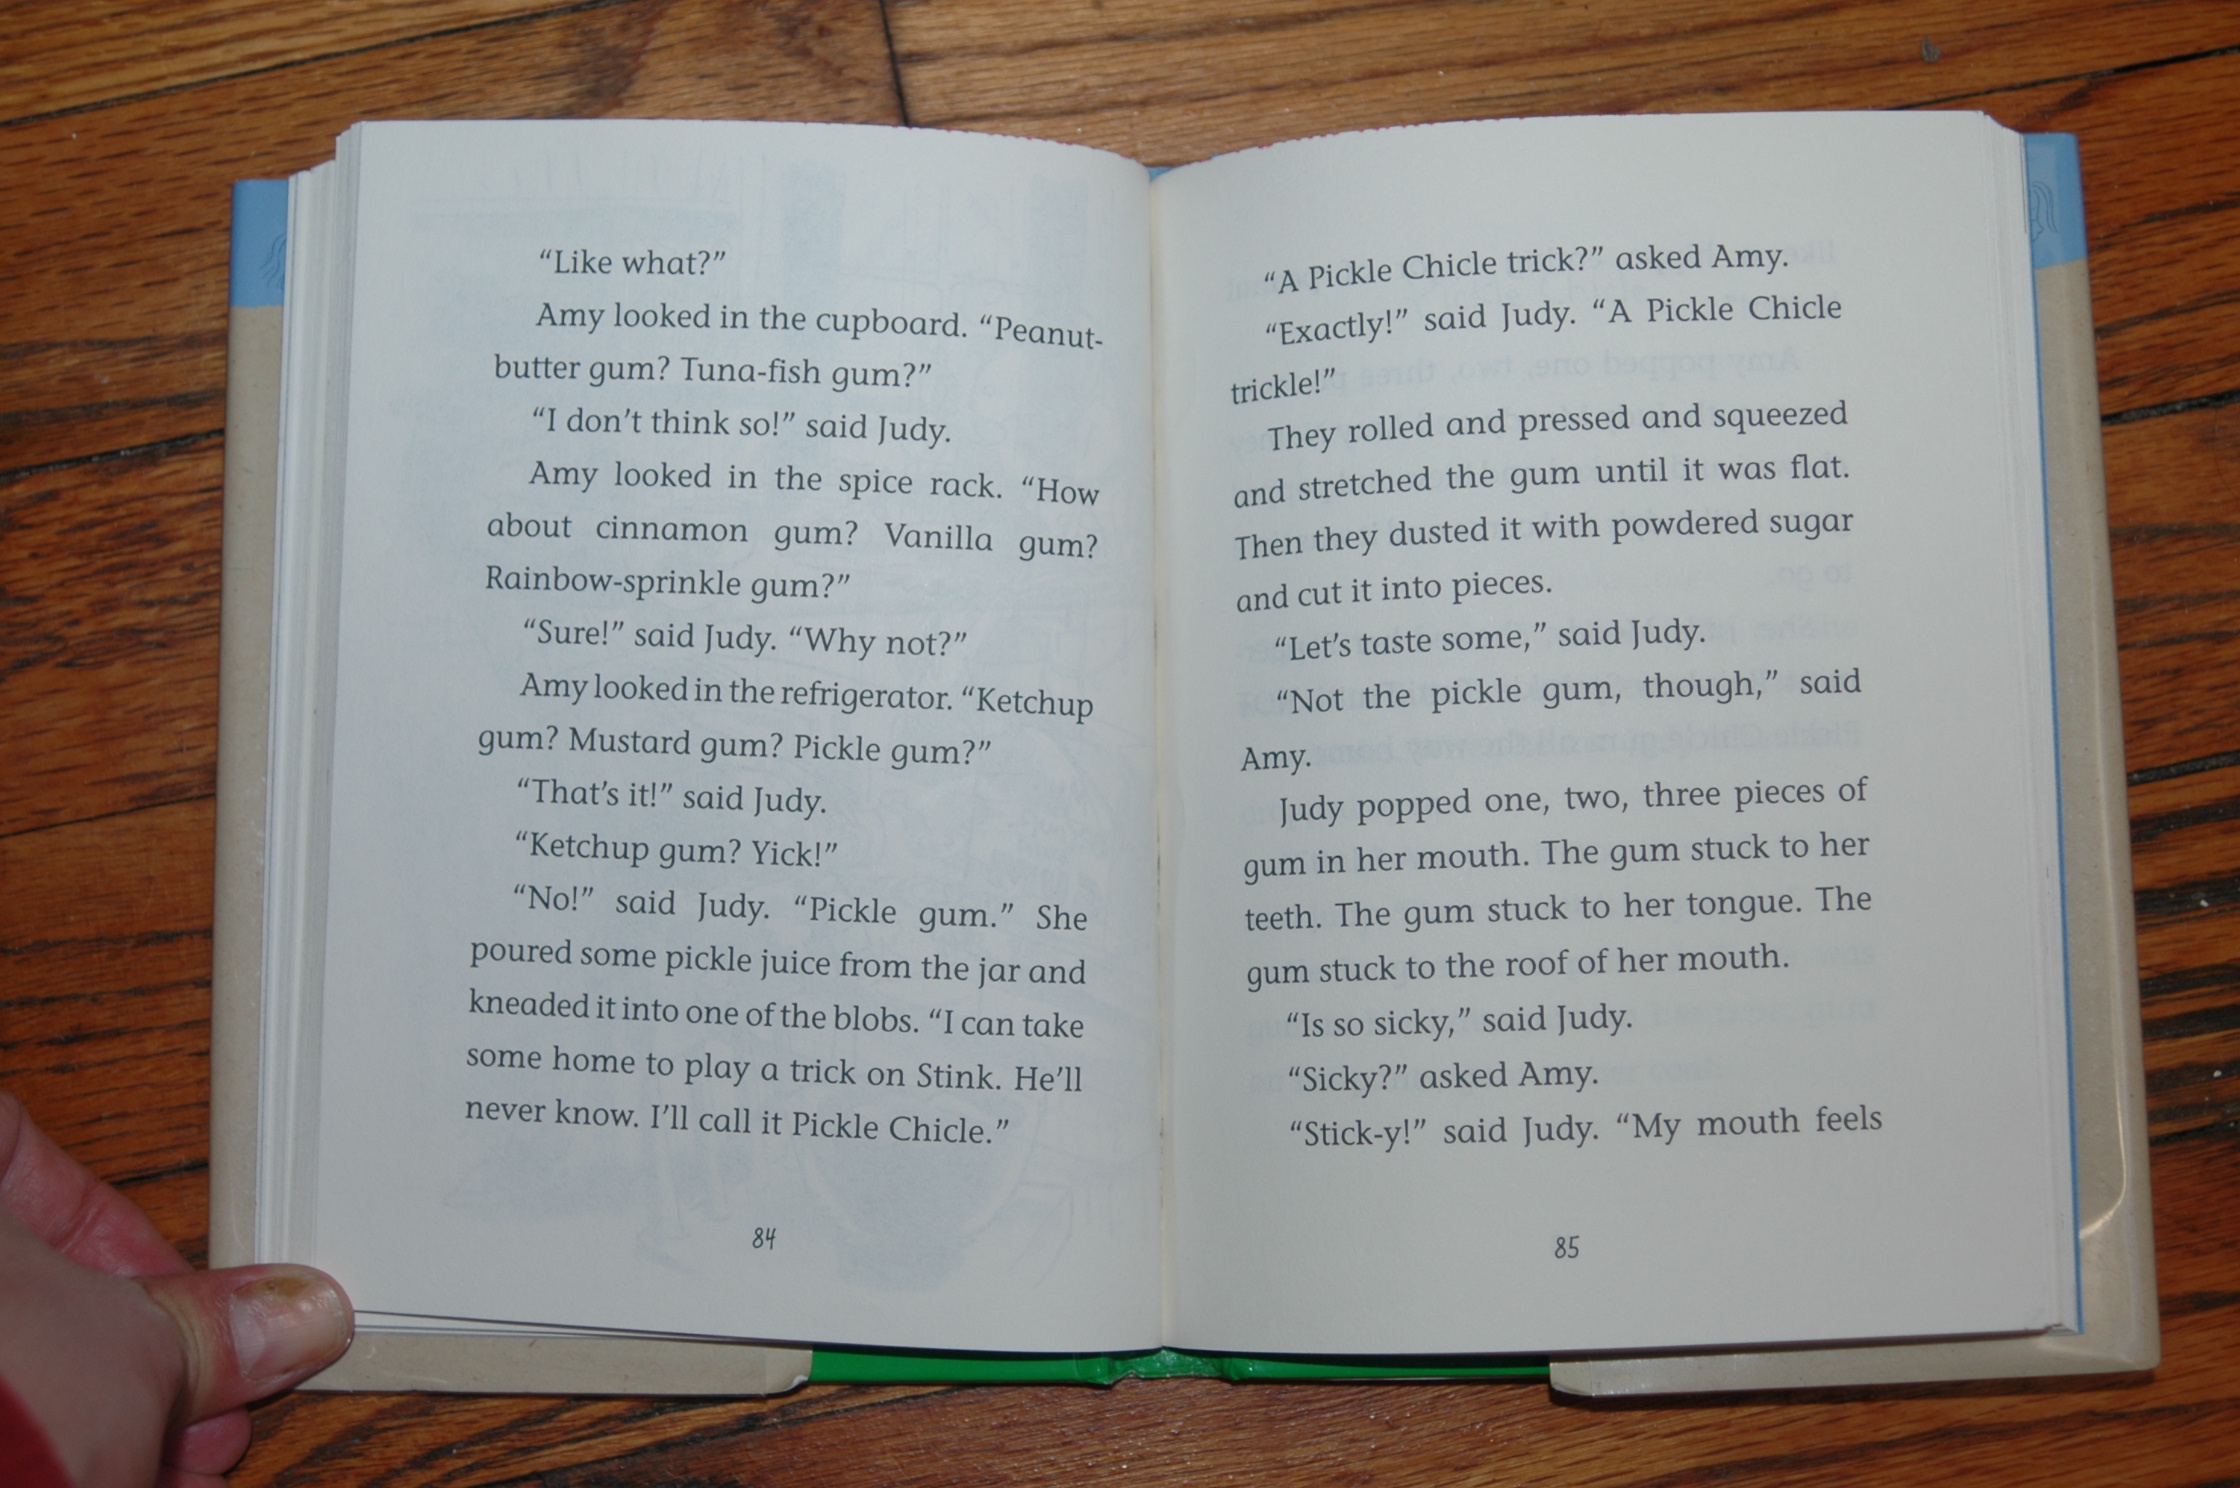 “Like what?”
Amy looked in the cupboard. “Peanut-
butter gum? Tuna-fish gum?”
“I don’t think so!” said Judy.
Amy looked in the spice rack. “How
about cinnamon gum? Vanilla gum?
Rainbow-sprinkle gum?”
“Sure!” said Judy. “Why not?”
Amy looked in the refrigerator. “Ketchup
gum? Mustard gum? Pickle gum?”
“That’s it!” said Judy.
“Ketchup gum? Yick!”
“No!” said Judy. “Pickle gum.” She
poured some pickle juice from the jar and
kneaded it into one of the blobs. “I can take
some home to play a trick on Stink. He’ll
never know. I’ll call it Pickle Chicle.”
84
“A Pickle Chicle trick?” asked Amy.
“Exactly!” said Judy. “A Pickle Chicle
trickle!”
They rolled and pressed and squeezed
and stretched the gum until it was flat.
Then they dusted it with powdered sugar
and cut it into pieces.
“Let’s taste some,” said Judy.
“Not the pickle gum, though,” said
Amy.
Judy popped one, two, three pieces of
gum in her mouth. The gum stuck to her
teeth. The gum stuck to her tongue. The
gum stuck to the roof of her mouth.
“Is so sicky,” said Judy.
“Sicky?” asked Amy.
“Stick-y!” said Judy. “My mouth feels
85